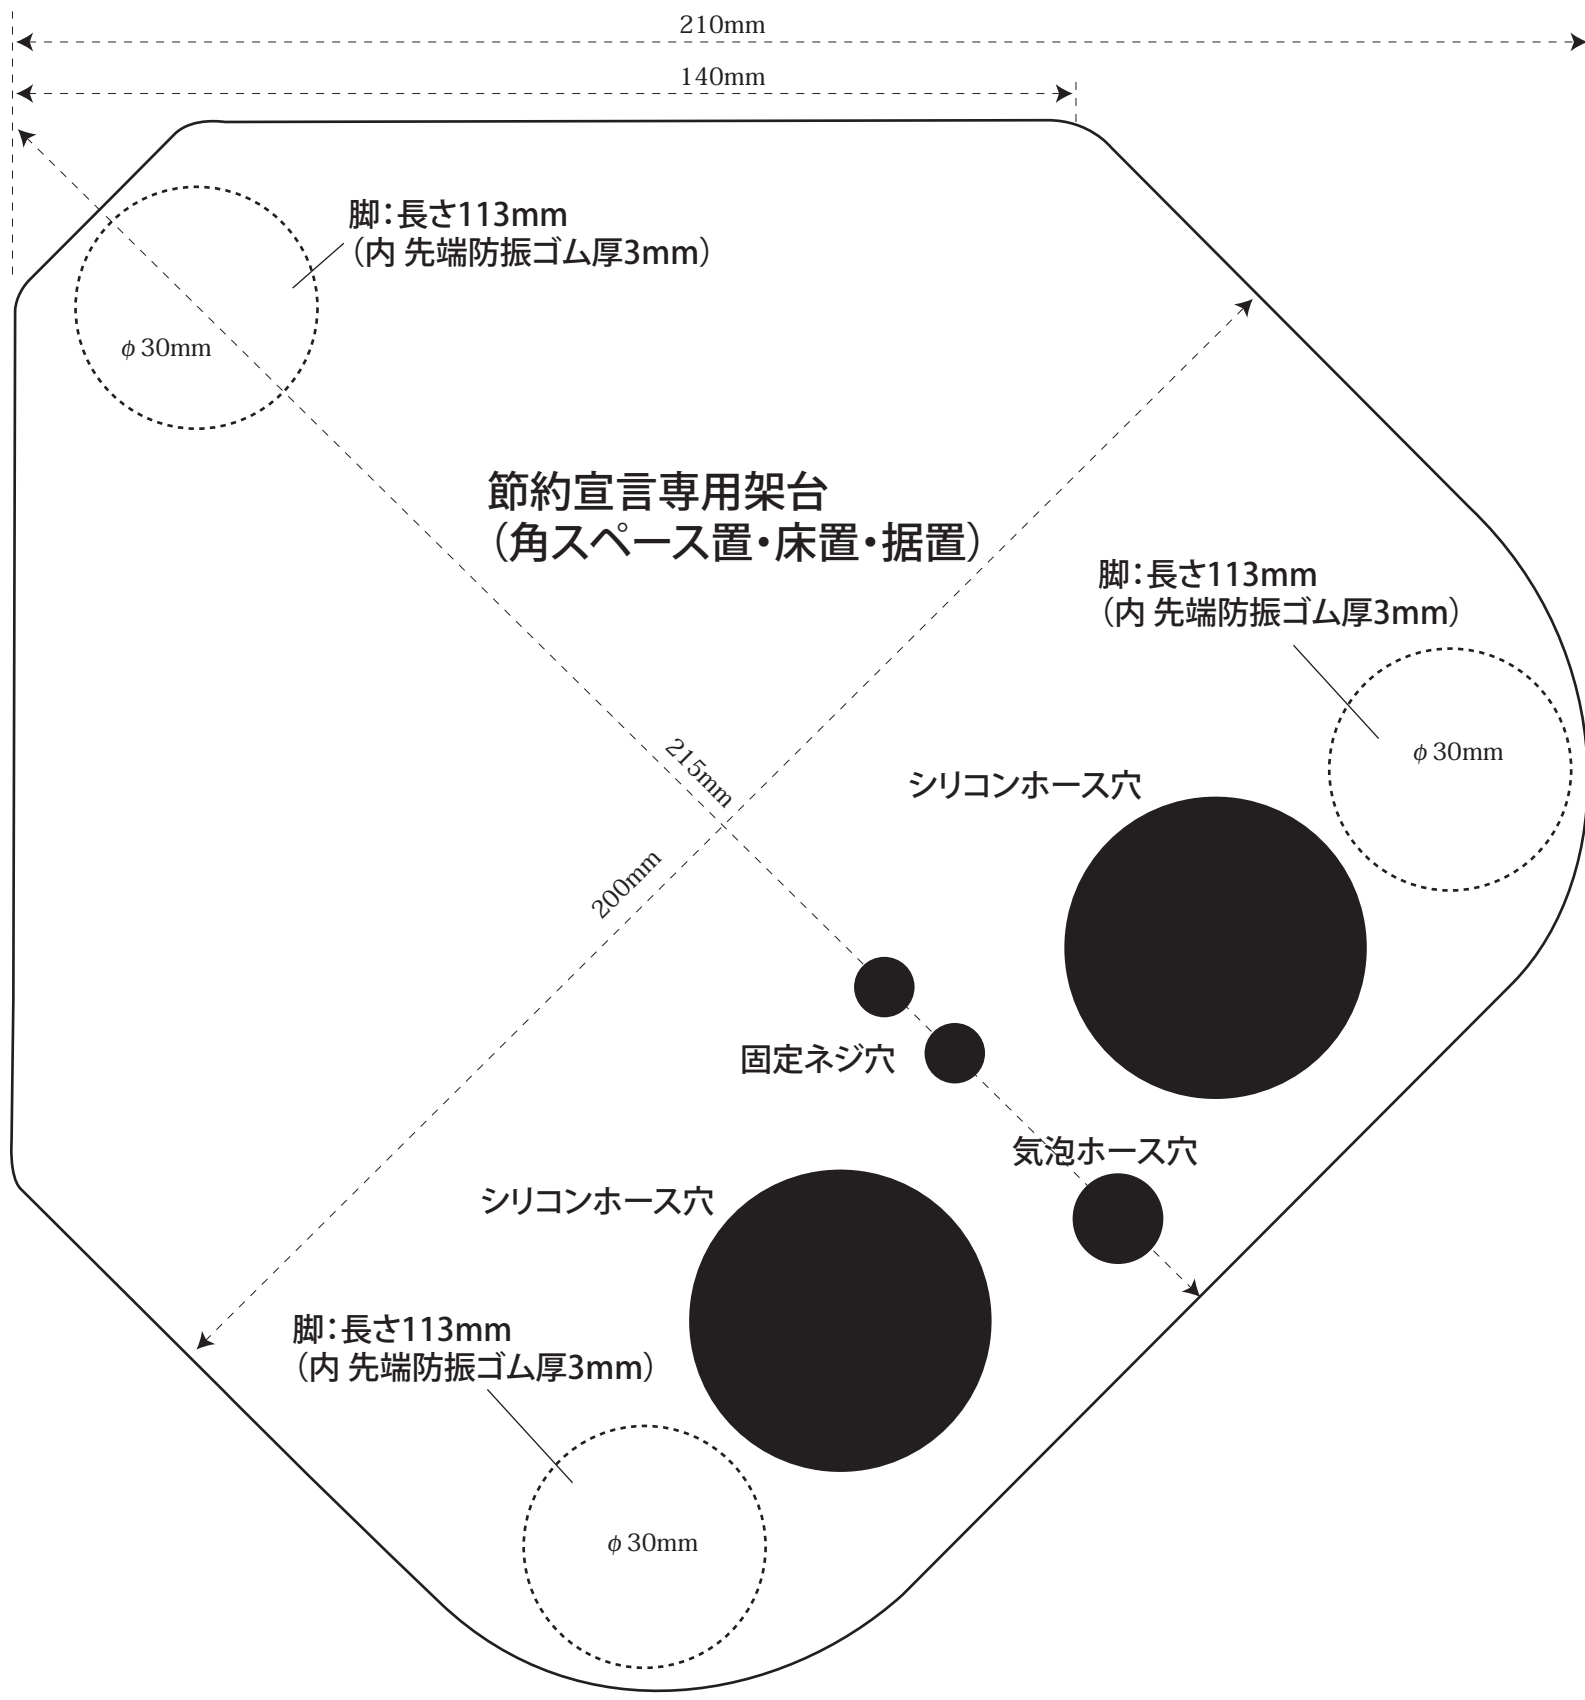 210mm
140mm
脚：長さ113mm
（内 先端防振ゴム厚3mm）
φ 30mm
節約宣言専用架台
（角スペース置・床置・据置）
脚：長さ113mm
（内 先端防振ゴム厚3mm）
φ 30mm
215mm
シリコンホース穴
200mm
固定ネジ穴
気泡ホース穴
シリコンホース穴
脚：長さ113mm
（内 先端防振ゴム厚3mm）
φ 30mm